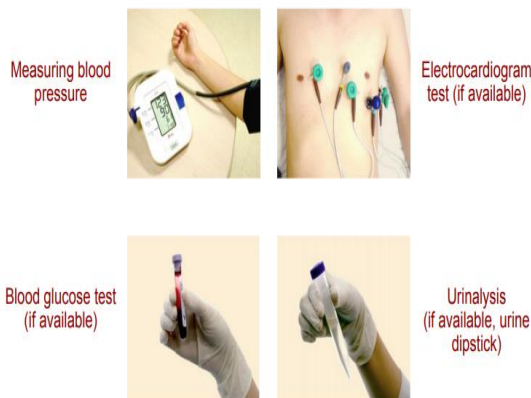 Measuring blood
pressure
Electrocardiogram
test (if available)
Blood glucose test
(if available)
Urinalysis
(if available, urine
dipstick)